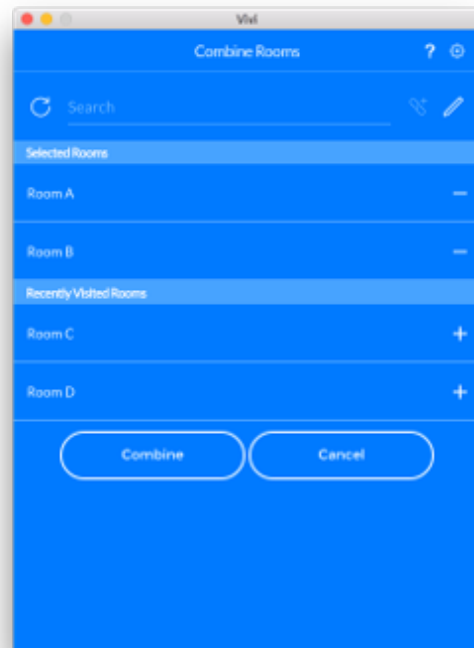 Vivi
Combine Rooms ?
Search
Selected Rooms
Room A
Room B
Recently Visited Rooms
Room C
Room D
Combine Cancel